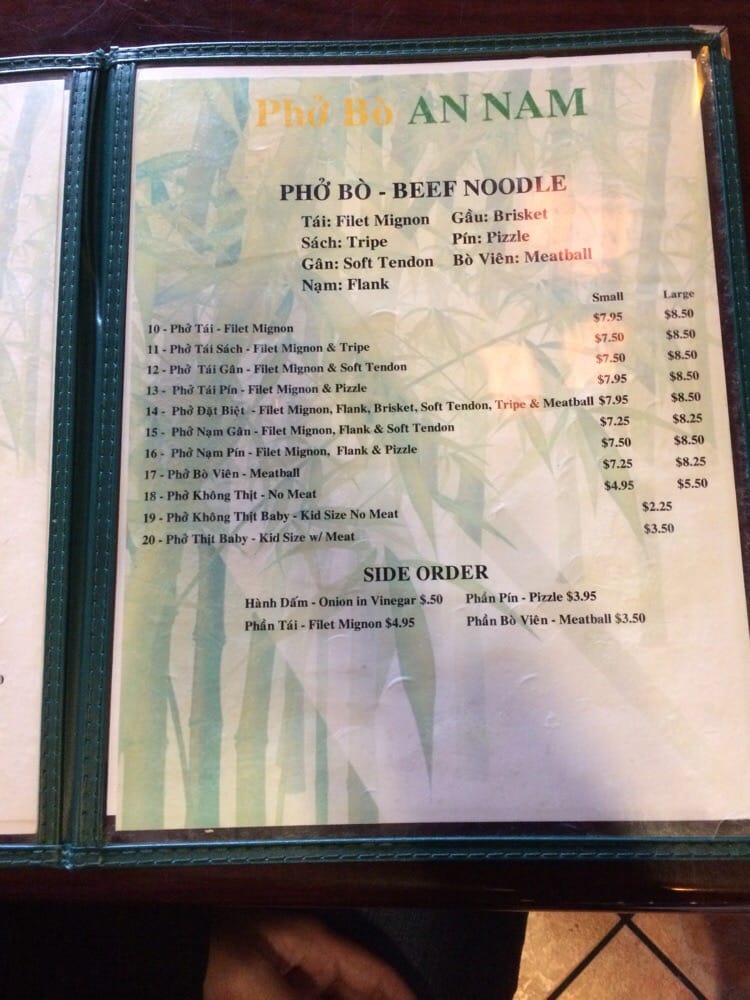 Phở Bò AN NAM
PHỞ BÒ - BEEF NOODLE
Tái: Filet Mignon Gầu: Brisket
Sách: Tripe Pín: Pizzle
Gân: Soft Tendon Bò Viên: Meatball
Nạm: Flank
Small Large
10 - Phở Tái - Filet Mignon $7.95 $8.50
11 - Phở Tái Sách - Filet Mignon & Tripe $7.50 $8.50
12 - Phở Tái Gân - Filet Mignon & Soft Tendon $7.50 $8.50
13 - Phở Tái Pín - Filet Mignon & Pizzle $7.95 $8.50
14 - Phở Đặt Biệt - Filet Mignon, Flank, Brisket, Soft Tendon, Tripe & Meatball $7.95 $8.50
15 - Phở Nạm Gân - Filet Mignon, Flank & Soft Tendon $7.25 $8.25
16 - Phở Nạm Pín - Filet Mignon, Flank & Pizzle $7.50 $8.50
17 - Phở Bò Viên - Meatball $7.25 $8.25
18 - Phở Không Thịt - No Meat $4.95 $5.50
19 - Phở Không Thịt Baby - Kid Size No Meat $2.25
20 - Phở Thịt Baby - Kid Size w/ Meat $3.50
SIDE ORDER
Hành Dấm - Onion in Vinegar $.50 Phần Pín - Pizzle $3.95
Phần Tái - Filet Mignon $4.95 Phần Bò Viên - Meatball $3.50